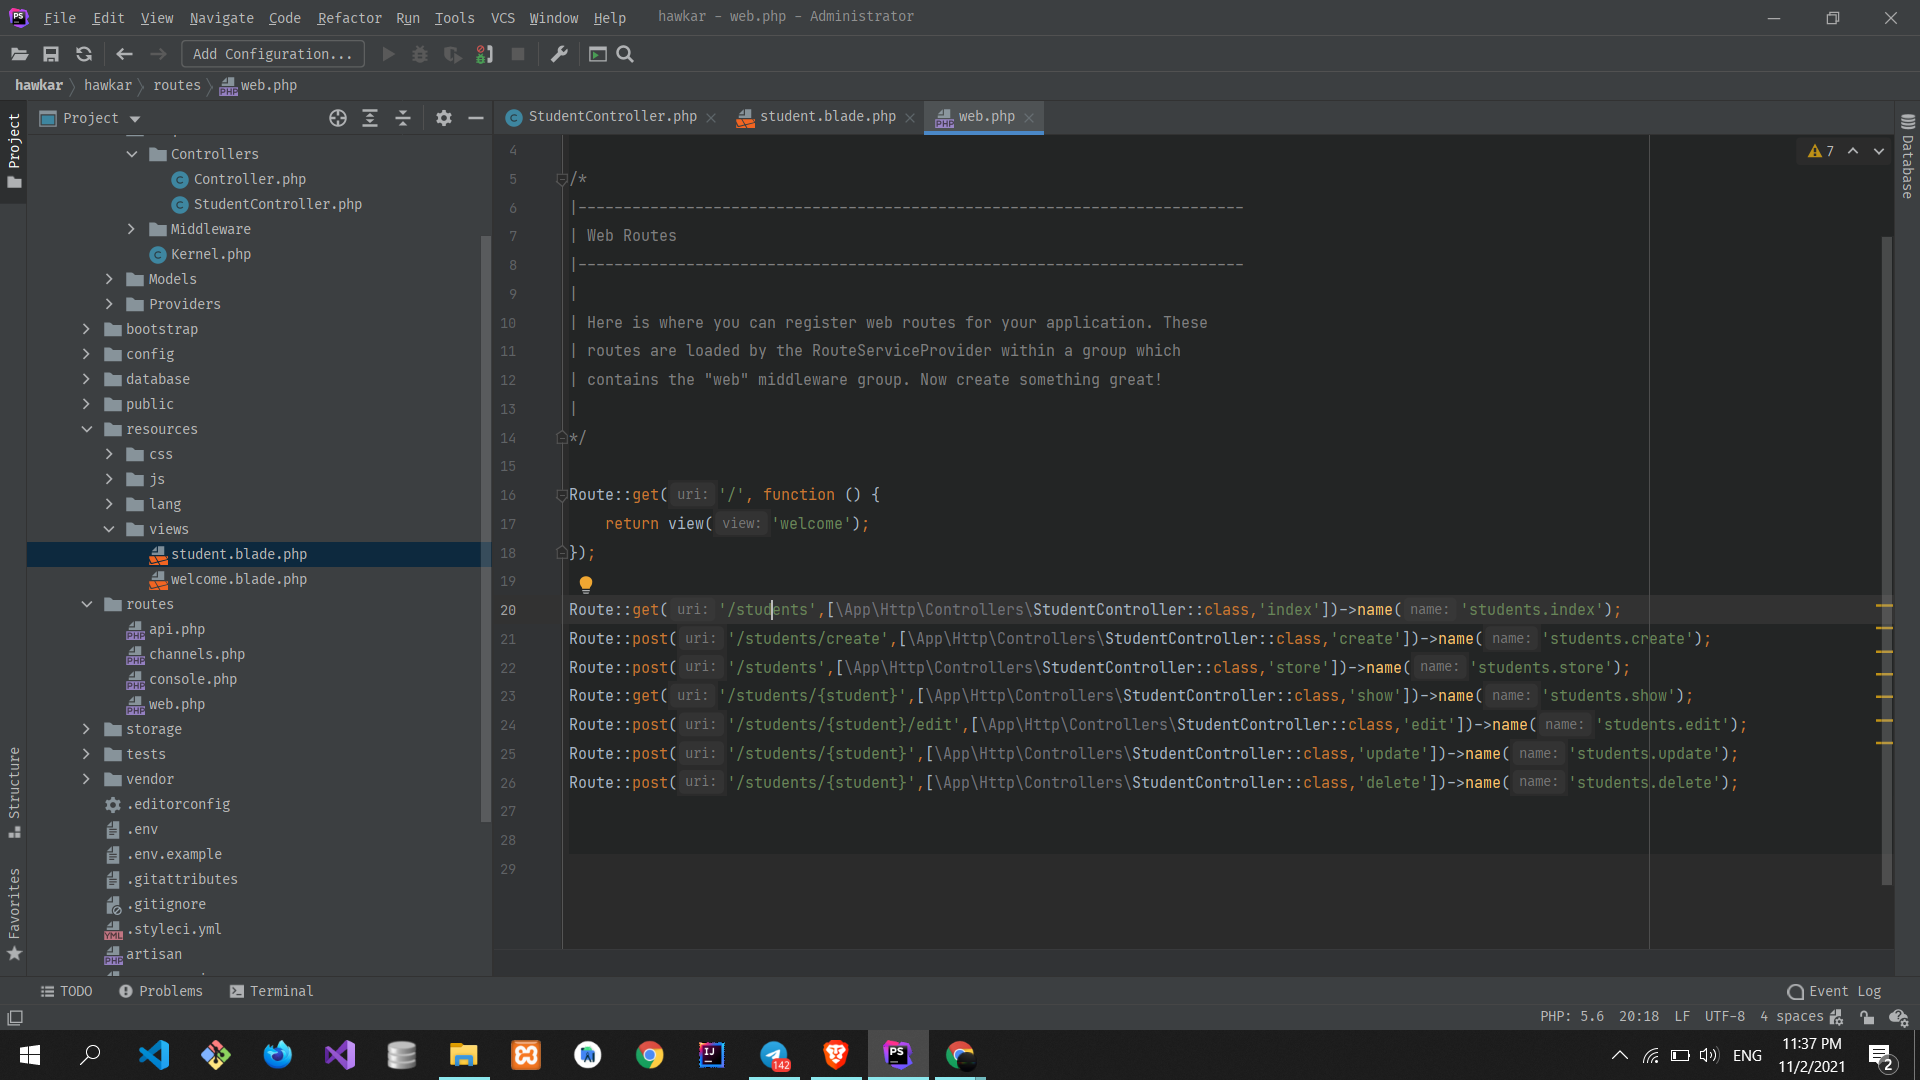 File Edit View Navigate Code Refactor Run Tools VCS Window Help hawkar - web.php - Administrator
Add Configuration...
hawkar hawkar routes web.php
Project
StudentController.php student.blade.php web.php
Project
Controllers
Controller.php
StudentController.php
Middleware
Kernel.php
Models
Providers
bootstrap
config
database
public
resources
css
js
lang
views
student.blade.php
welcome.blade.php
routes
api.php
channels.php
console.php
web.php
storage
tests
vendor
.editorconfig
.env
.env.example
.gitattributes
.gitignore
.styleci.yml
artisan
Structure
Favorites
7
Database
4
5 /*
6 |--------------------------------------------------------------------------
7 | Web Routes
8 |--------------------------------------------------------------------------
9 |
10 | Here is where you can register web routes for your application. These
11 | routes are loaded by the RouteServiceProvider within a group which
12 | contains the "web" middleware group. Now create something great!
13 |
14 */
15
16 Route::get( uri: '/', function () {
17 return view( view: 'welcome');
18 });
19
20 Route::get( uri: '/students',[\App\Http\Controllers\StudentController::class,'index'])->name( name: 'students.index');
21 Route::post( uri: '/students/create',[\App\Http\Controllers\StudentController::class,'create'])->name( name: 'students.create');
22 Route::post( uri: '/students',[\App\Http\Controllers\StudentController::class,'store'])->name( name: 'students.store');
23 Route::get( uri: '/students/{student}',[\App\Http\Controllers\StudentController::class,'show'])->name( name: 'students.show');
24 Route::post( uri: '/students/{student}/edit',[\App\Http\Controllers\StudentController::class,'edit'])->name( name: 'students.edit');
25 Route::post( uri: '/students/{student}',[\App\Http\Controllers\StudentController::class,'update'])->name( name: 'students.update');
26 Route::post( uri: '/students/{student}',[\App\Http\Controllers\StudentController::class,'delete'])->name( name: 'students.delete');
27
28
29
TODO Problems Terminal Event Log
PHP: 5.6 20:18 LF UTF-8 4 spaces
142
ENG
11:37 PM
11/2/2021
2